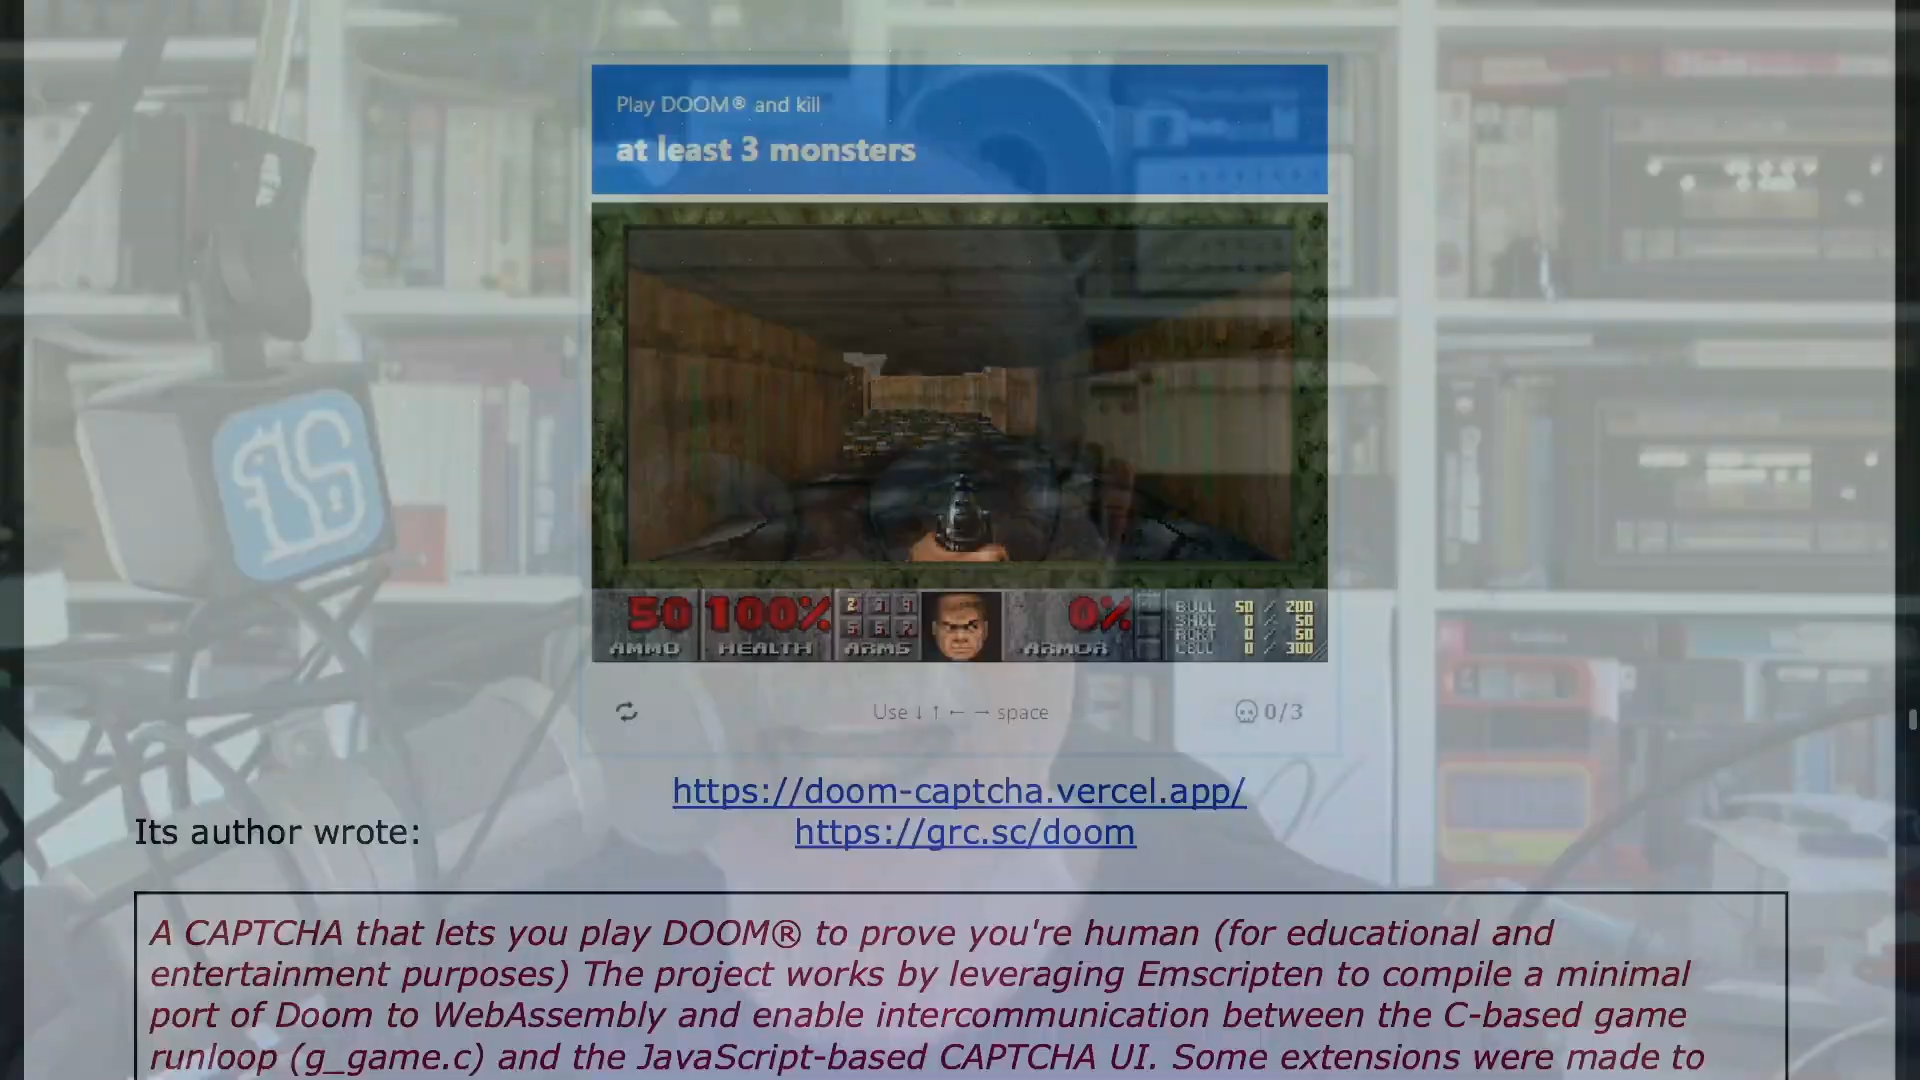 Play DOOM® and kill
at least 3 monsters
50 100% 2 3 4 0% BULL 50 / 200
5 6 7 SHEL 0 / 50
RCKT 0 / 50
AMMO HEALTH ARMS ARMOR CELL 0 / 300
Use ↓ ↑ ← → space 0/3
https://doom-captcha.vercel.app/
Its author wrote: https://grc.sc/doom
A CAPTCHA that lets you play DOOM® to prove you're human (for educational and
entertainment purposes) The project works by leveraging Emscripten to compile a minimal
port of Doom to WebAssembly and enable intercommunication between the C-based game
runloop (g_game.c) and the JavaScript-based CAPTCHA UI. Some extensions were made to